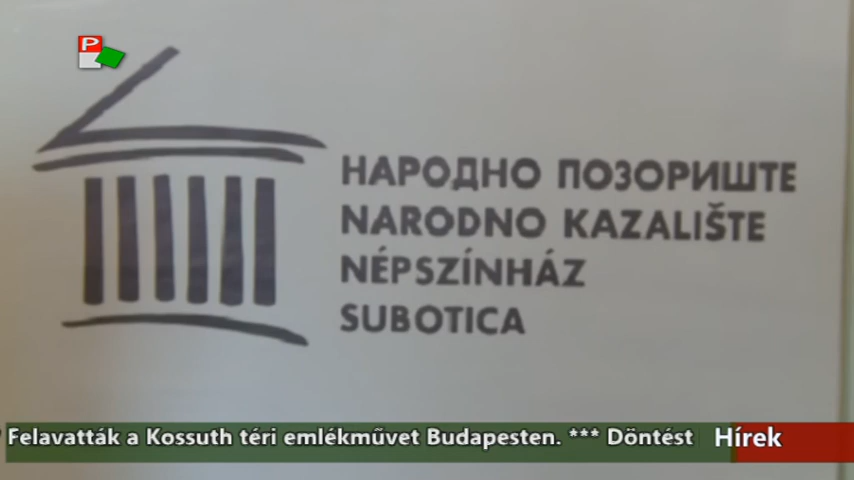 P
НАРОДНО ПОЗОРИШТЕ
NARODNO KAZALIŠTE
NÉPSZÍNHÁZ
SUBOTICA
Felavatták a Kossuth téri emlékművet Budapesten. *** Döntést
Hírek